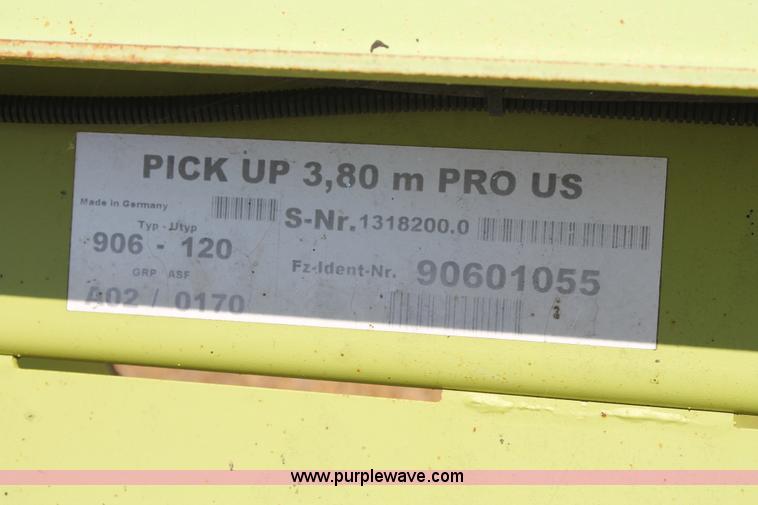 PICK UP 3,80 m PRO US
Made in Germany
S-Nr.1318200.0
Typ - Utyp
906 - 120
Fz-Ident-Nr. 90601055
GRP ASF
A02 / 0170
www.purplewave.com